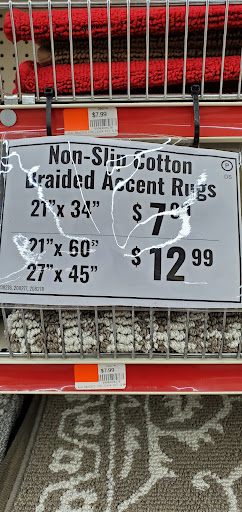 $7.99
Non-Slip Cotton
Braided Accent Rugs
21"x 34" $7
21"x 60"
27"x 45" $12 99
P
DS
$7.99